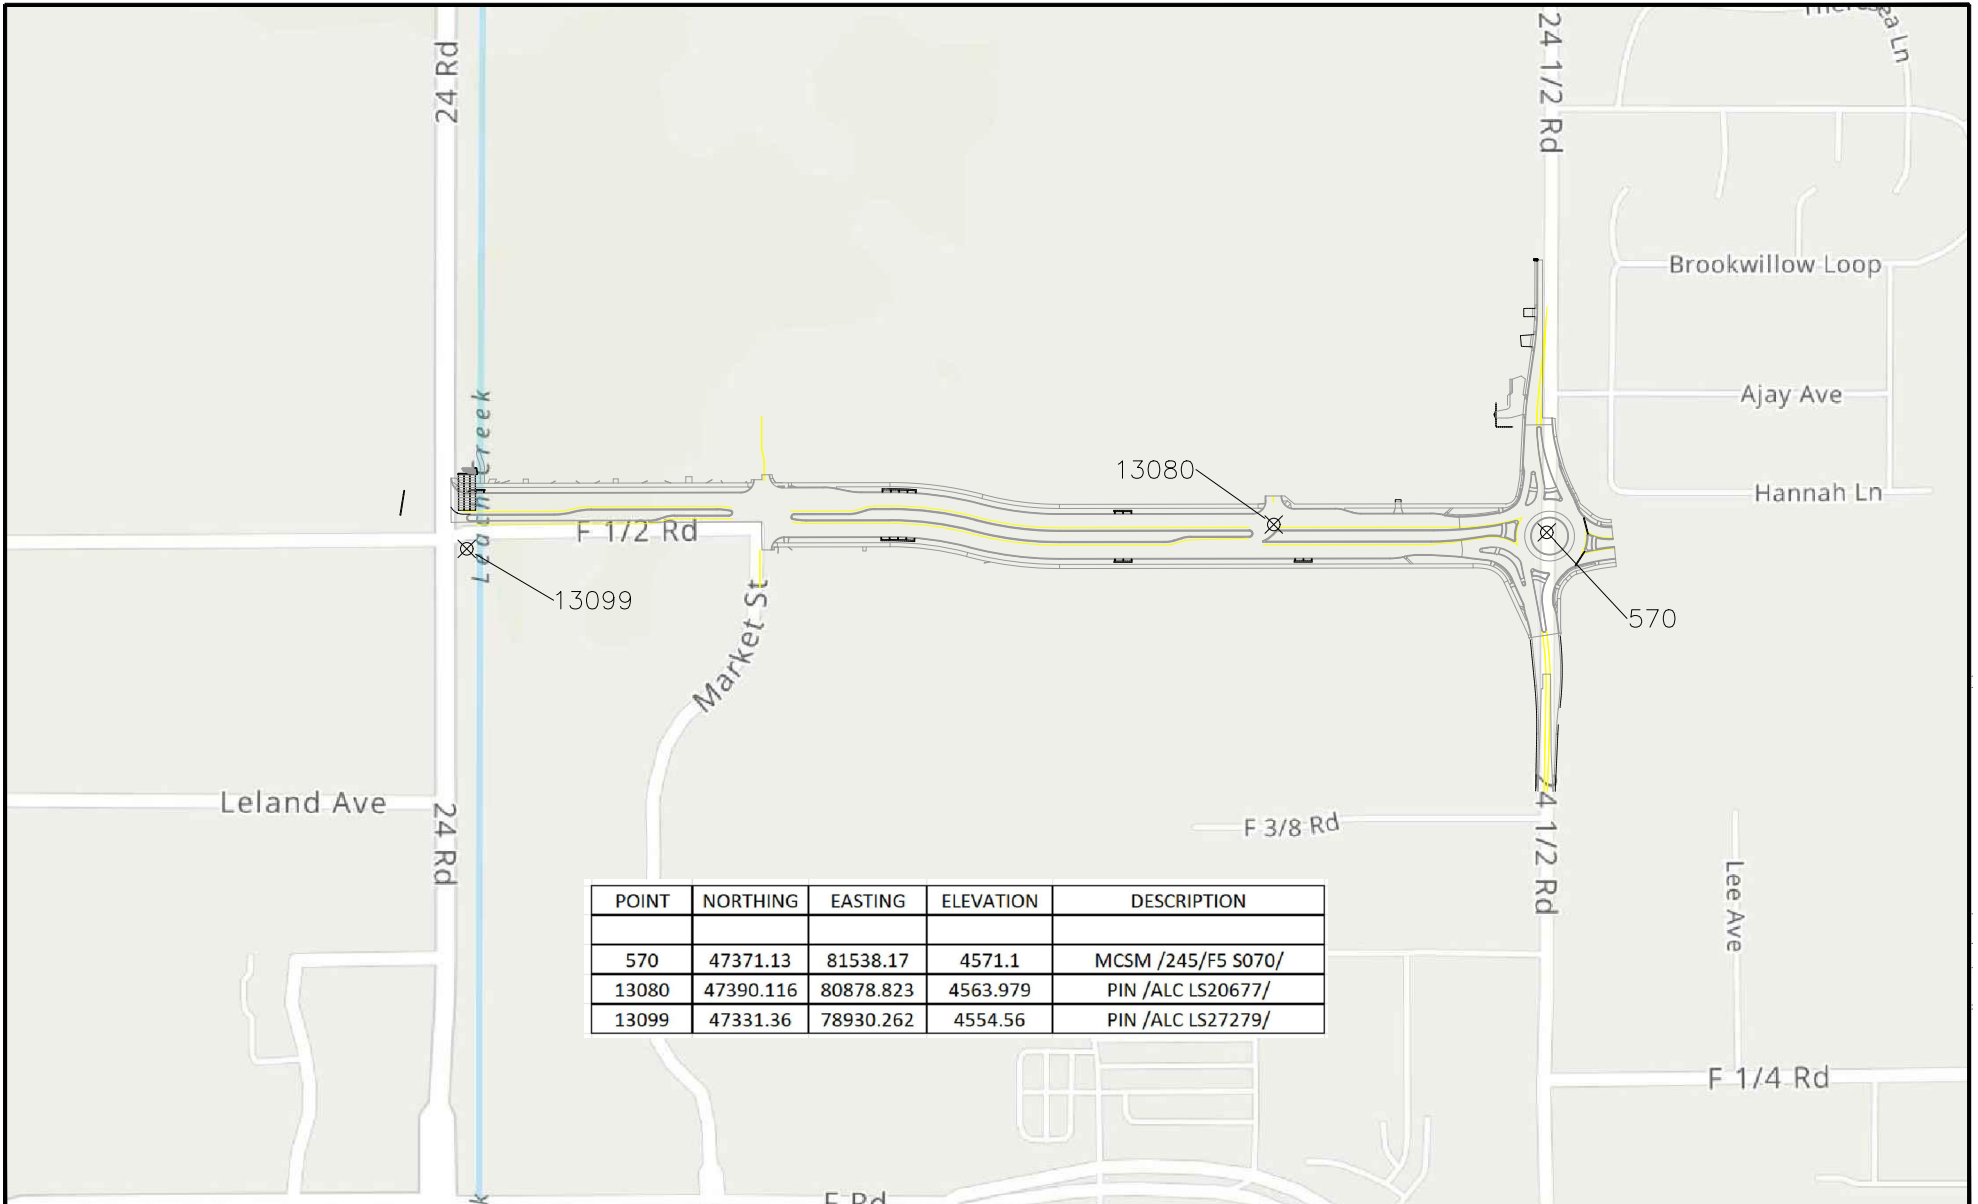 24 Rd
24 1/2 Rd
Brookwillow Loop
Ajay Ave
Leach Creek
13080
Hannah Ln
F 1/2 Rd
13099
570
Market St
Leland Ave
24 Rd
F 3/8 Rd
4 1/2 Rd
Lee Ave
POINT NORTHING EASTING ELEVATION DESCRIPTION
570 47371.13 81538.17 4571.1 MCSM /245/F5 S070/
13080 47390.116 80878.823 4563.979 PIN /ALC LS20677/
13099 47331.36 78930.262 4554.56 PIN /ALC LS27279/
F 1/4 Rd
F Rd
k